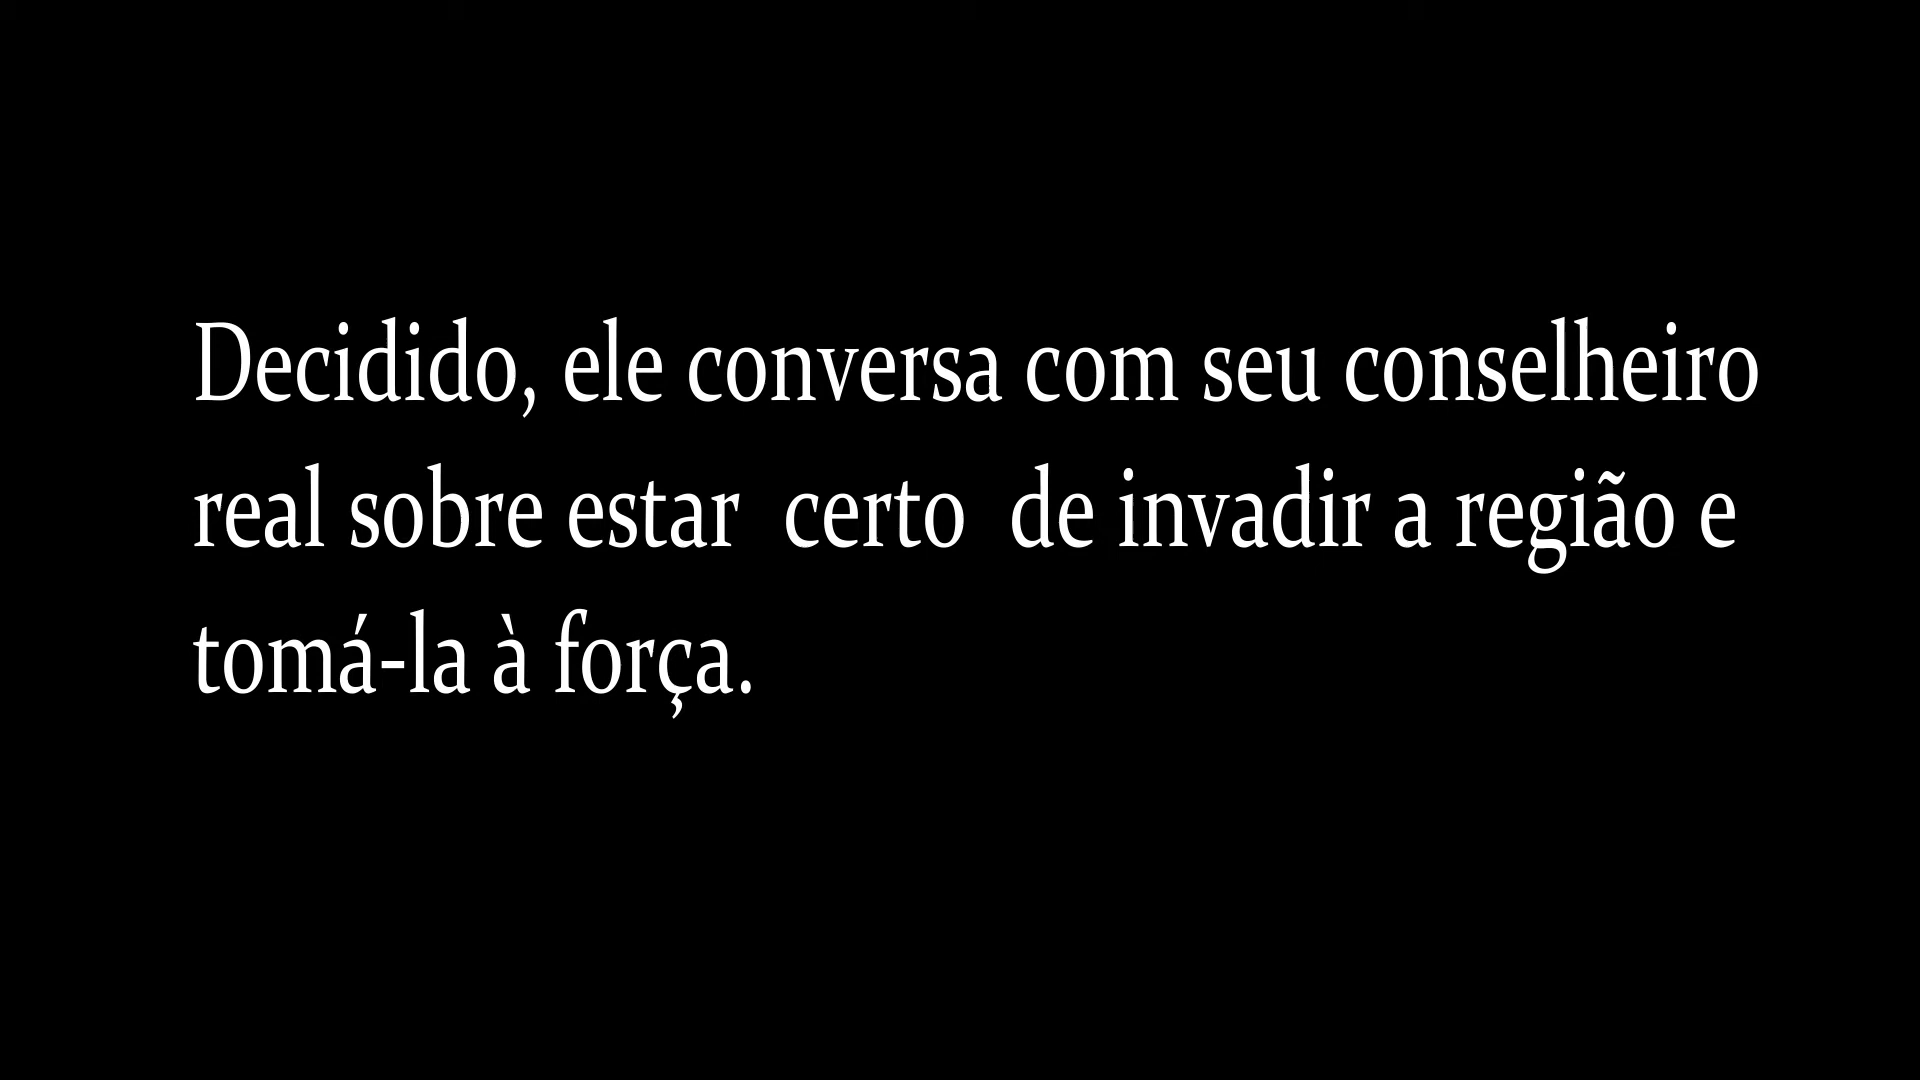 Decidido, ele conversa com seu conselheiro
real sobre estar  certo  de invadir a região e
tomá-la à força.